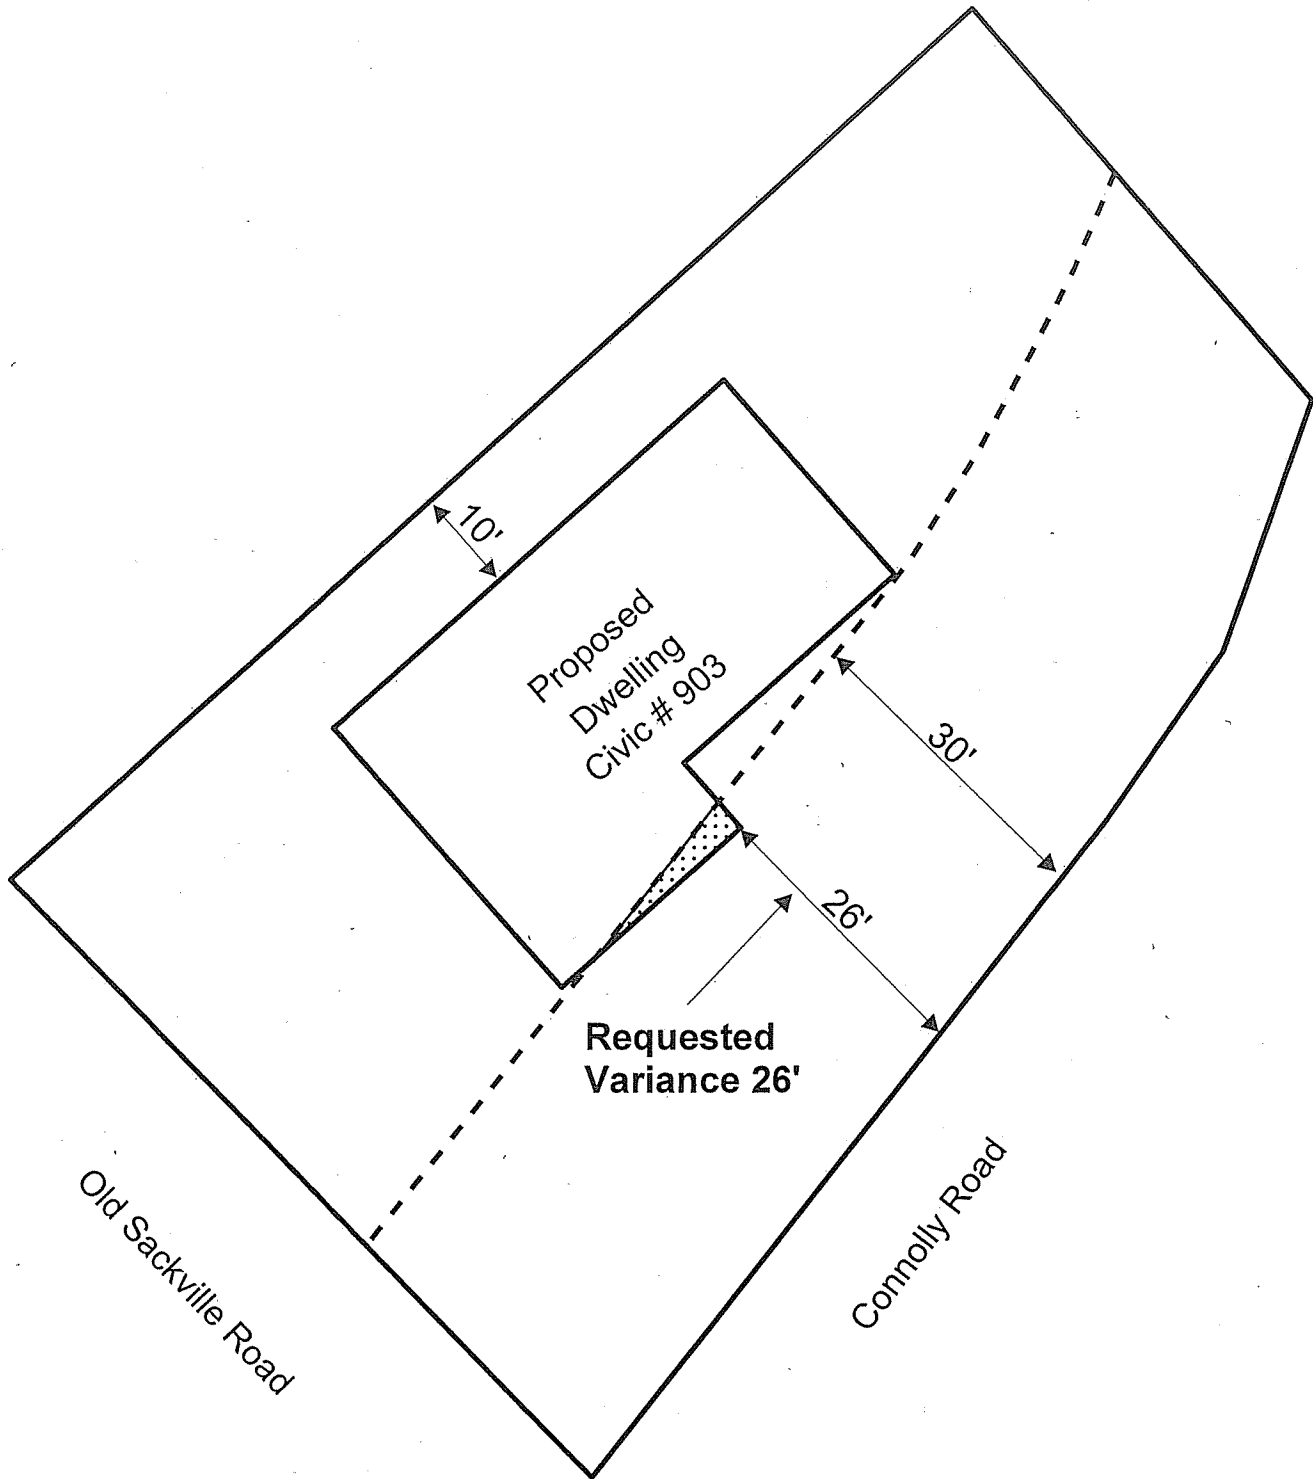 10'
Proposed
Dwelling
Civic # 903
30'
26'
Requested
Variance 26'
Old Sackville Road
Connolly Road